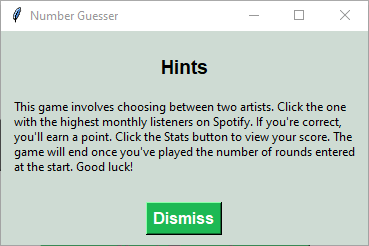 Number Guesser
Hints
This game involves choosing between two artists. Click the one
with the highest monthly listeners on Spotify. If you're correct,
you'll earn a point. Click the Stats button to view your score. The
game will end once you've played the number of rounds entered
at the start. Good luck!
Dismiss